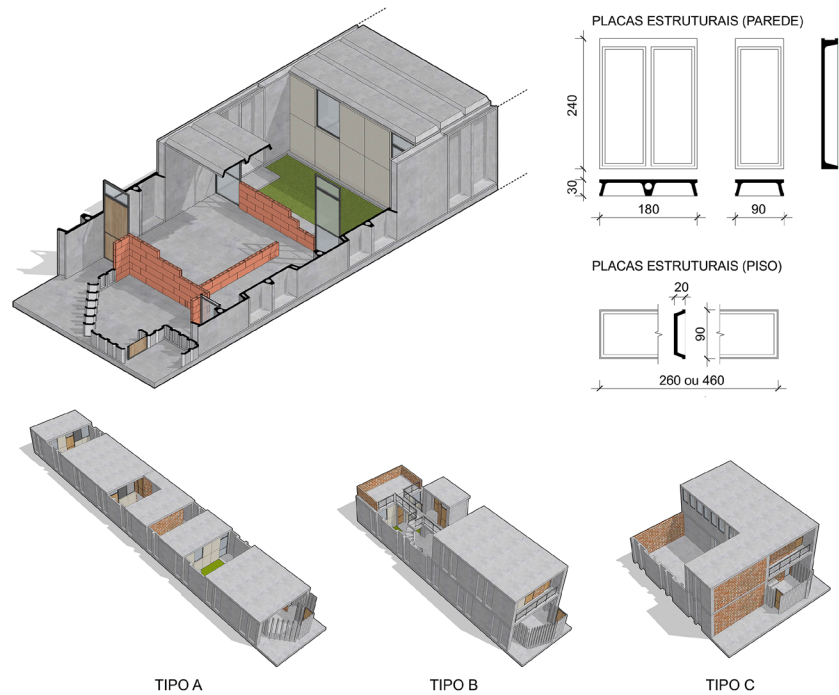 PLACAS ESTRUTURAIS (PAREDE)
240
30
180
90
PLACAS ESTRUTURAIS (PISO)
20
90
260 ou 460
TIPO A
TIPO B
TIPO C